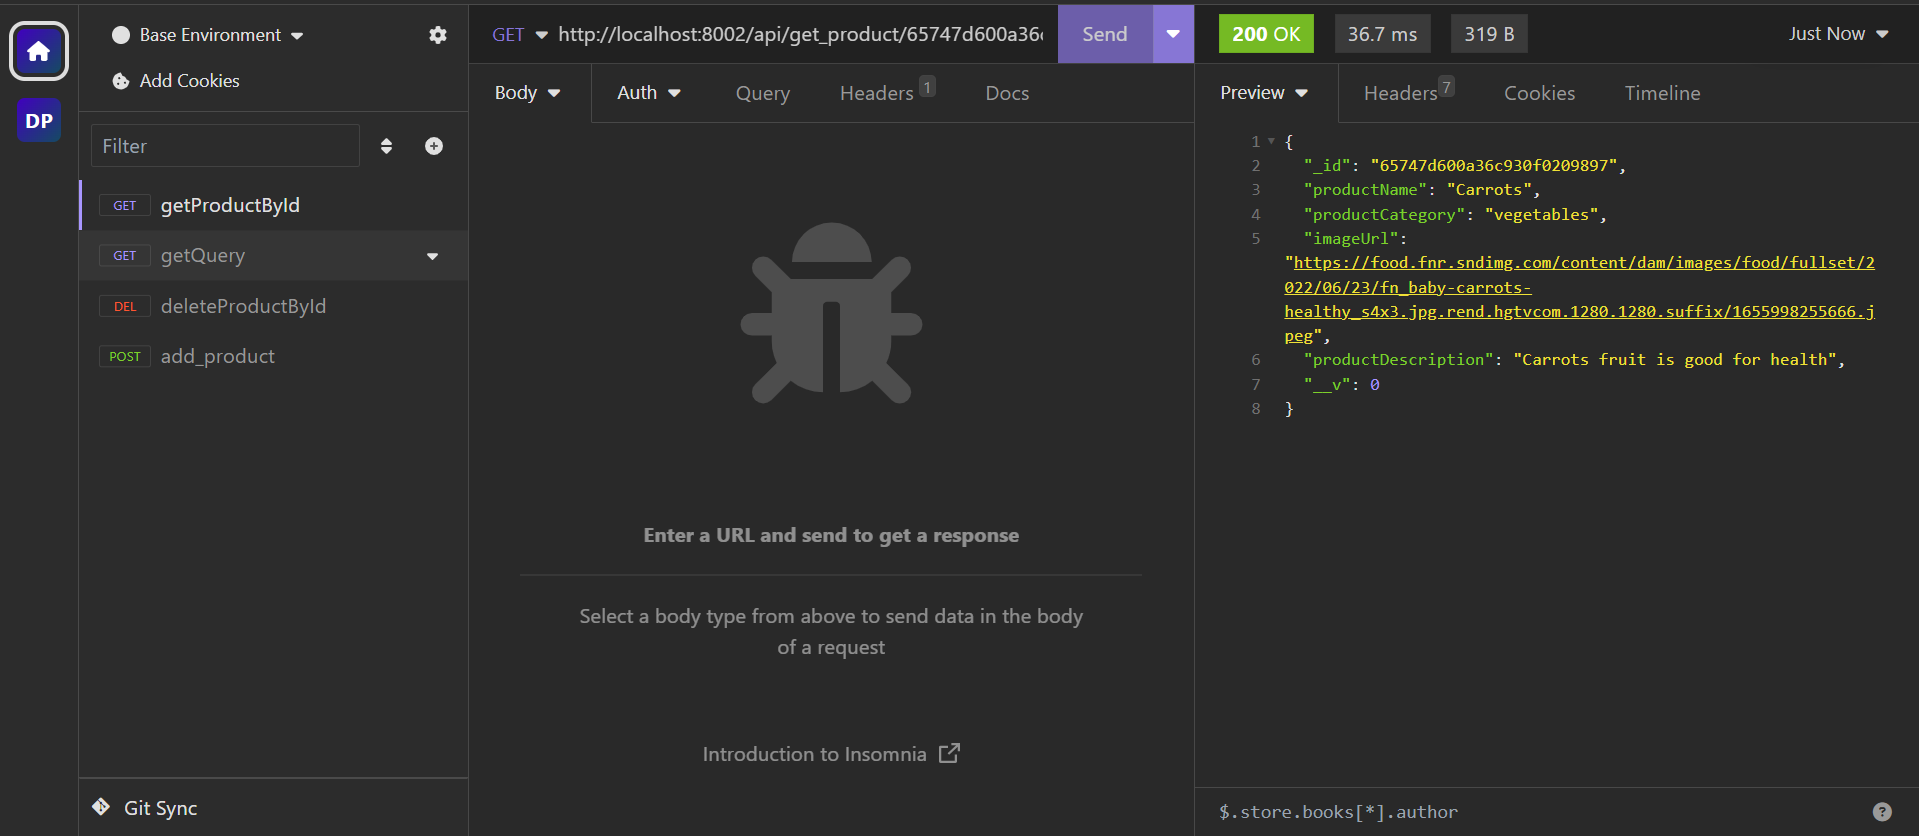 DP
Base Environment
Add Cookies
Filter
GET getProductById
GET getQuery
DEL deleteProductById
POST add_product
Git Sync
GET http://localhost:8002/api/get_product/65747d600a36c
Send
Body Auth Query Headers 1 Docs
Enter a URL and send to get a response
Select a body type from above to send data in the body
of a request
Introduction to Insomnia
200 OK 36.7 ms 319 B Just Now
Preview Headers 7 Cookies Timeline
1 {
2 "_id": "65747d600a36c930f0209897",
3 "productName": "Carrots",
4 "productCategory": "vegetables",
5 "imageUrl":
"https://food.fnr.sndimg.com/content/dam/images/food/fullset/2
022/06/23/fn_baby-carrots-
healthy_s4x3.jpg.rend.hgtvcom.1280.1280.suffix/1655998255666.j
peg",
6 "productDescription": "Carrots fruit is good for health",
7 "__v": 0
8 }
$.store.books[*].author
?